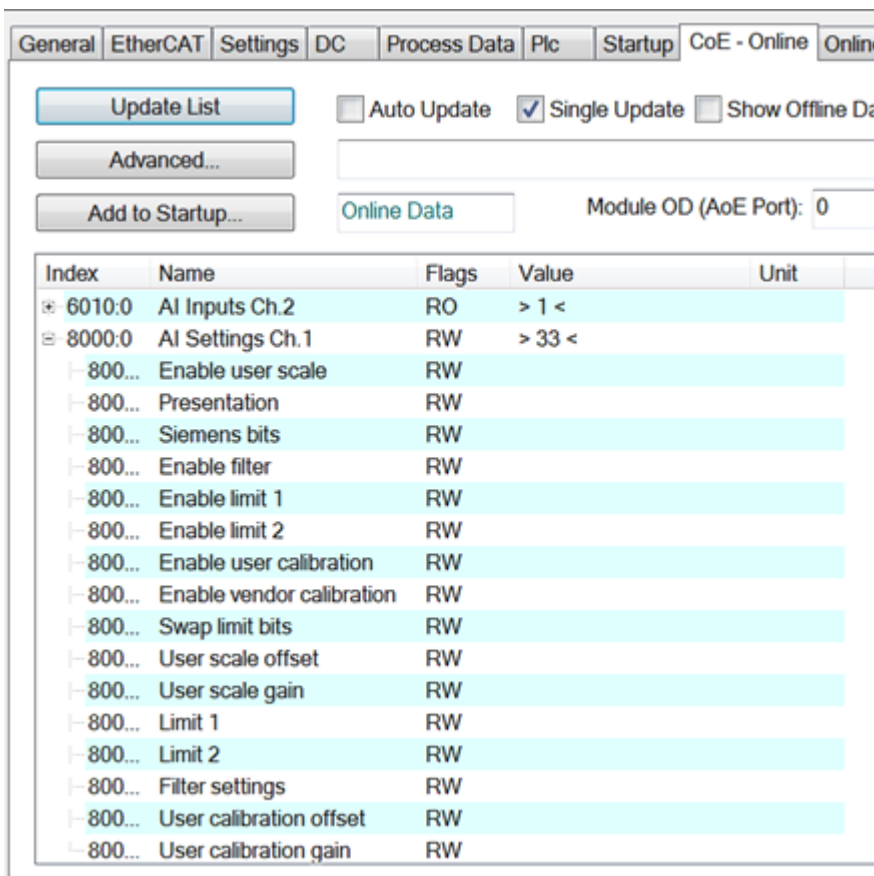 General EtherCAT Settings DC Process Data Plc Startup CoE - Online Online
Update List Auto Update Single Update Show Offline Da
Advanced...
Add to Startup... Online Data Module OD (AoE Port): 0
Index Name Flags Value Unit
6010:0 AI Inputs Ch.2 RO > 1 <
8000:0 AI Settings Ch.1 RW > 33 <
800... Enable user scale RW
800... Presentation RW
800... Siemens bits RW
800... Enable filter RW
800... Enable limit 1 RW
800... Enable limit 2 RW
800... Enable user calibration RW
800... Enable vendor calibration RW
800... Swap limit bits RW
800... User scale offset RW
800... User scale gain RW
800... Limit 1 RW
800... Limit 2 RW
800... Filter settings RW
800... User calibration offset RW
800... User calibration gain RW